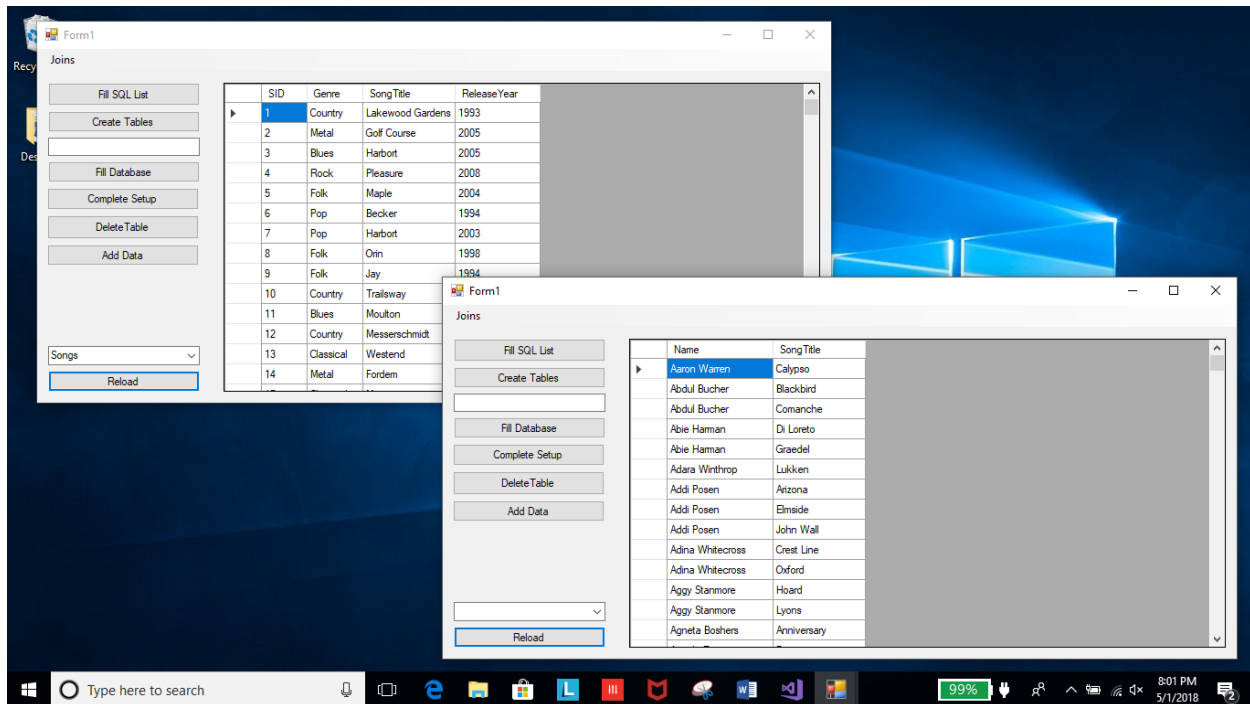 Recy
Des
Form1
Joins
Fill SQL List
Create Tables
Fill Database
Complete Setup
Delete Table
Add Data
Songs
Reload
SID Genre SongTitle ReleaseYear
1 Country Lakewood Gardens 1993
2 Metal Golf Course 2005
3 Blues Harbort 2005
4 Rock Pleasure 2008
5 Folk Maple 2004
6 Pop Becker 1994
7 Pop Harbort 2003
8 Folk Orin 1998
9 Folk Jay 1994
10 Country Trailsway
11 Blues Moulton
12 Country Messerschmidt
13 Classical Westend
14 Metal Fordem
Form1
Joins
Fill SQL List
Create Tables
Fill Database
Complete Setup
Delete Table
Add Data
Reload
Name SongTitle
Aaron Warren Calypso
Abdul Bucher Blackbird
Abdul Bucher Comanche
Abie Harman Di Loreto
Abie Harman Graedel
Adara Winthrop Lukken
Addi Posen Arizona
Addi Posen Elmside
Addi Posen John Wall
Adina Whitecross Crest Line
Adina Whitecross Oxford
Aggy Stanmore Hoard
Aggy Stanmore Lyons
Agneta Boshers Anniversary
Type here to search
99%
8:01 PM
5/1/2018
2